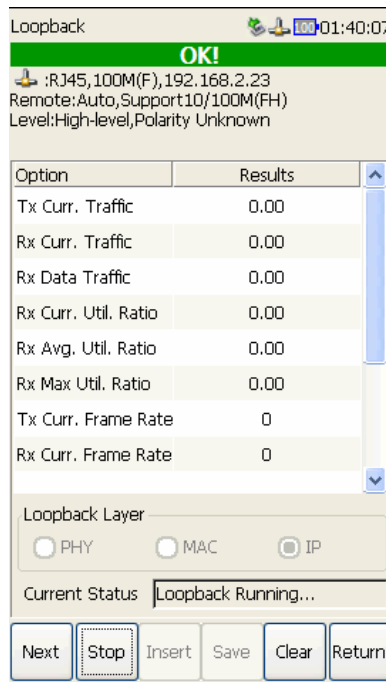 Loopback 100 01:40:07
OK!
:RJ45,100M(F),192.168.2.23
Remote:Auto,Support10/100M(FH)
Level:High-level,Polarity Unknown
Option Results
Tx Curr. Traffic 0.00
Rx Curr. Traffic 0.00
Rx Data Traffic 0.00
Rx Curr. Util. Ratio 0.00
Rx Avg. Util. Ratio 0.00
Rx Max Util. Ratio 0.00
Tx Curr. Frame Rate 0
Rx Curr. Frame Rate 0
Loopback Layer
PHY MAC IP
Current Status Loopback Running...
Next Stop Insert Save Clear Return